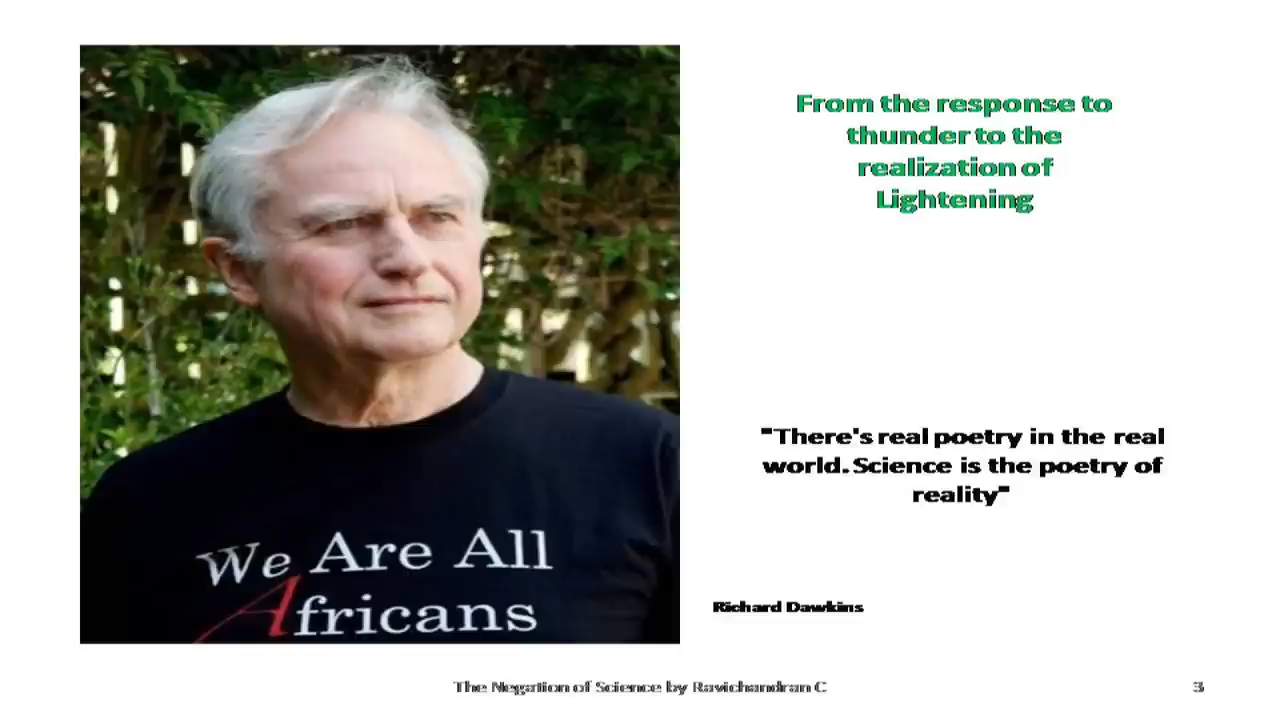 From the response to
thunder to the
realization of
Lightening
"There's real poetry in the real
world. Science is the poetry of
reality"
We Are All
Africans
Richard Dawkins
The Negation of Science by Ravichandran C
3